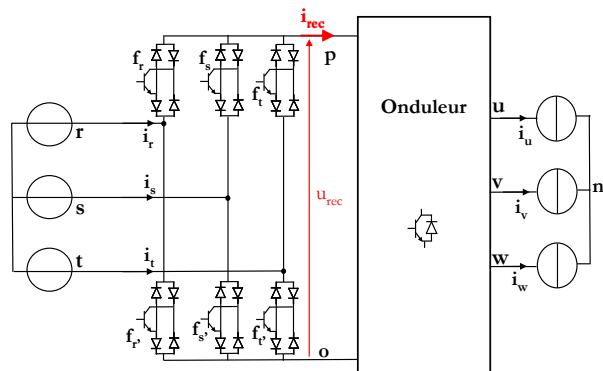 i_rec
p
f_r
f_s
f_t
Onduleur
r
i_r
u
i_u
i_s
s
u_rec
v
i_v
n
t
i_t
w
i_w
f_r'
f_s'
f_t'
o